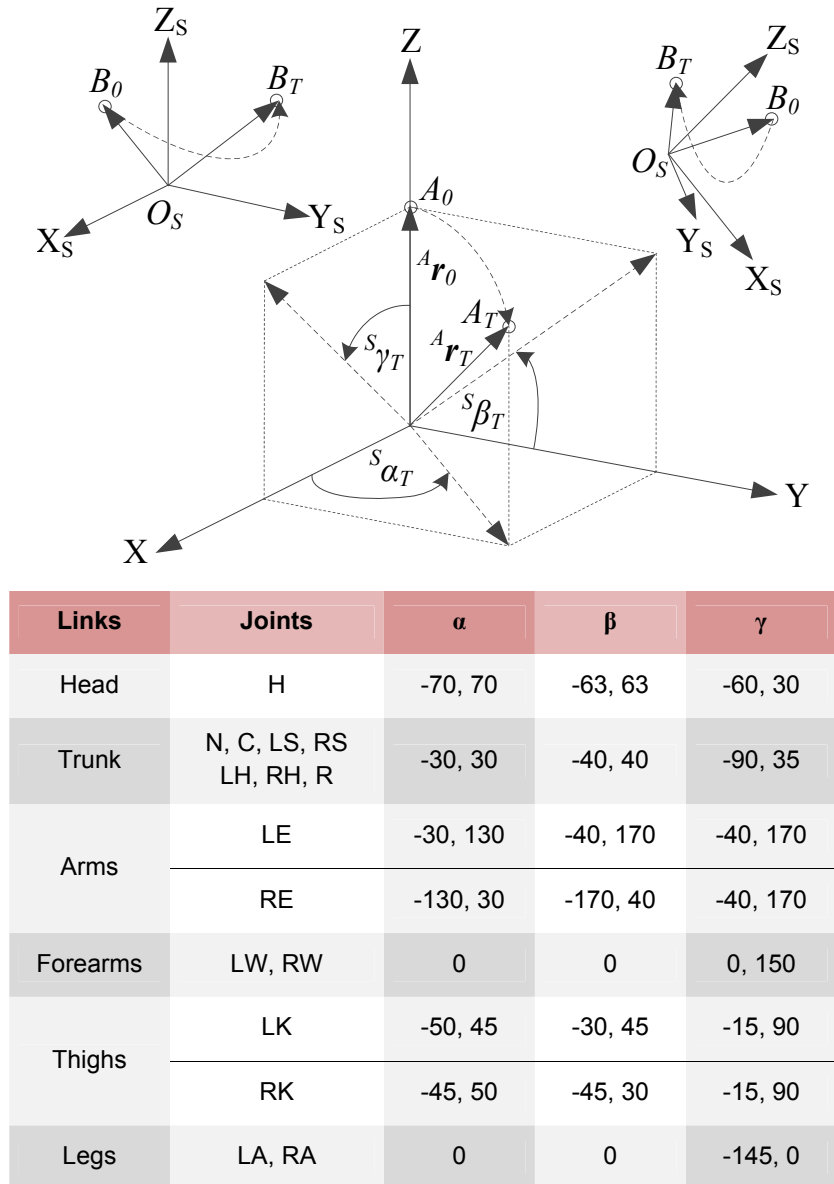 Z_S
B_0
B_T
O_S
X_S
Y_S
Z
A_0
^A r_0
A_T
^A r_T
^S γ_T
^S β_T
^S α_T
X
Y
Z_S
B_T
B_0
O_S
Y_S
X_S
Links Joints α β γ
Head H -70, 70 -63, 63 -60, 30
Trunk N, C, LS, RS
LH, RH, R -30, 30 -40, 40 -90, 35
Arms LE -30, 130 -40, 170 -40, 170
RE -130, 30 -170, 40 -40, 170
Forearms LW, RW 0 0 0, 150
Thighs LK -50, 45 -30, 45 -15, 90
RK -45, 50 -45, 30 -15, 90
Legs LA, RA 0 0 -145, 0